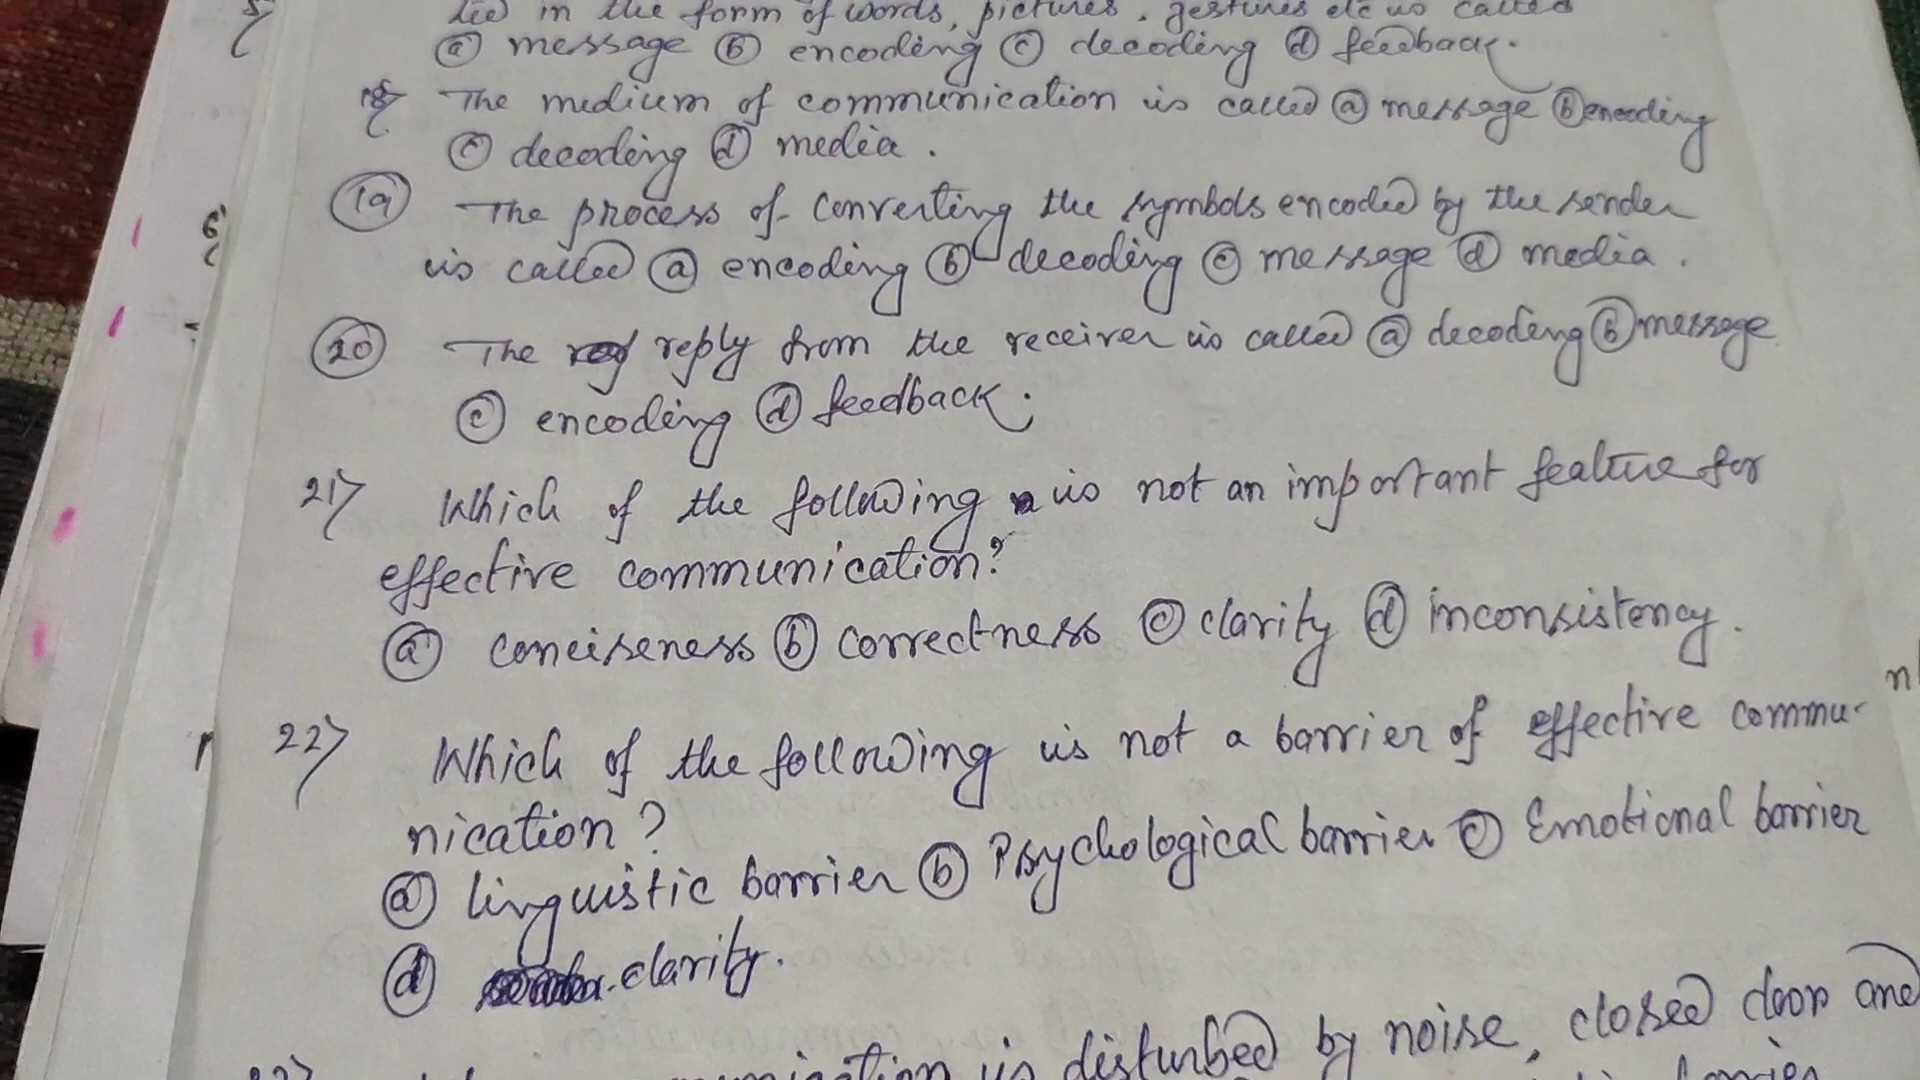 ted in the form of words, pictures, gestures etc is called
ⓐ message ⓑ encoding ⓒ decoding ⓓ feedback.
18) The medium of communication is called ⓐ message ⓑ encoding
ⓒ decoding ⓓ media.
⑲ The process of converting the symbols encoded by the sender
is called ⓐ encoding ⓑ decoding ⓒ message ⓓ media.
⑳ The reply from the receiver is called ⓐ decoding ⓑ message
ⓒ encoding ⓓ feedback.
21) Which of the following is not an important feature for
effective communication?
ⓐ conciseness ⓑ correctness ⓒ clarity ⓓ inconsistency.
22) Which of the following is not a barrier of effective commu-
nication?
ⓐ linguistic barrier ⓑ Psychological barrier ⓒ Emotional barrier
ⓓ clarity.
is disturbed by noise, closed door and